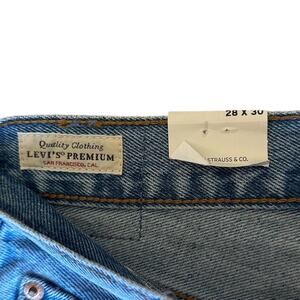 Quality Clothing
LEVI'S® PREMIUM
SAN FRANCISCO, CAL.
28 X 30
STRAUSS & CO.